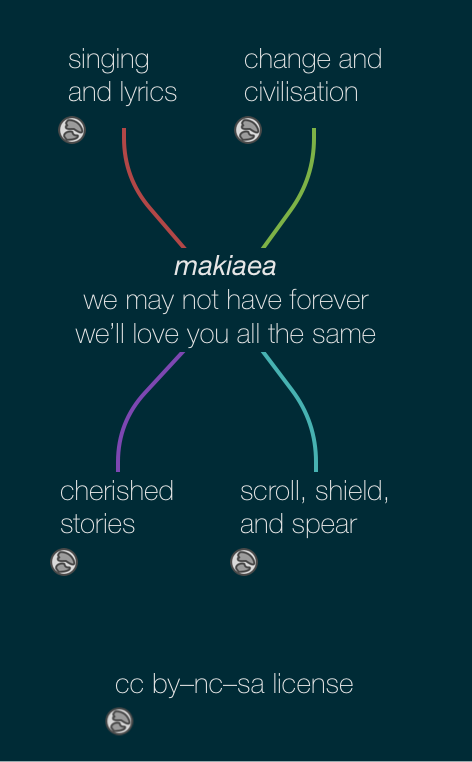 singing
and lyrics
change and
civilisation
makiaea
we may not have forever
we'll love you all the same
cherished
stories
scroll, shield,
and spear
cc by–nc–sa license